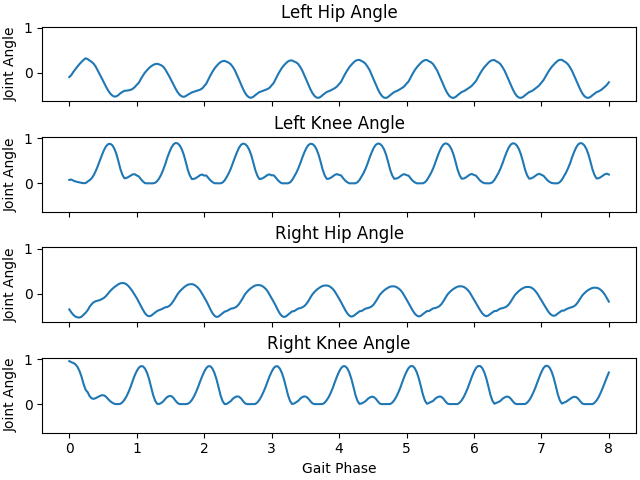 Left Hip Angle
1
0
Joint Angle
Left Knee Angle
1
0
Joint Angle
Right Hip Angle
1
0
Joint Angle
Right Knee Angle
1
0
Joint Angle
0 1 2 3 4 5 6 7 8
Gait Phase